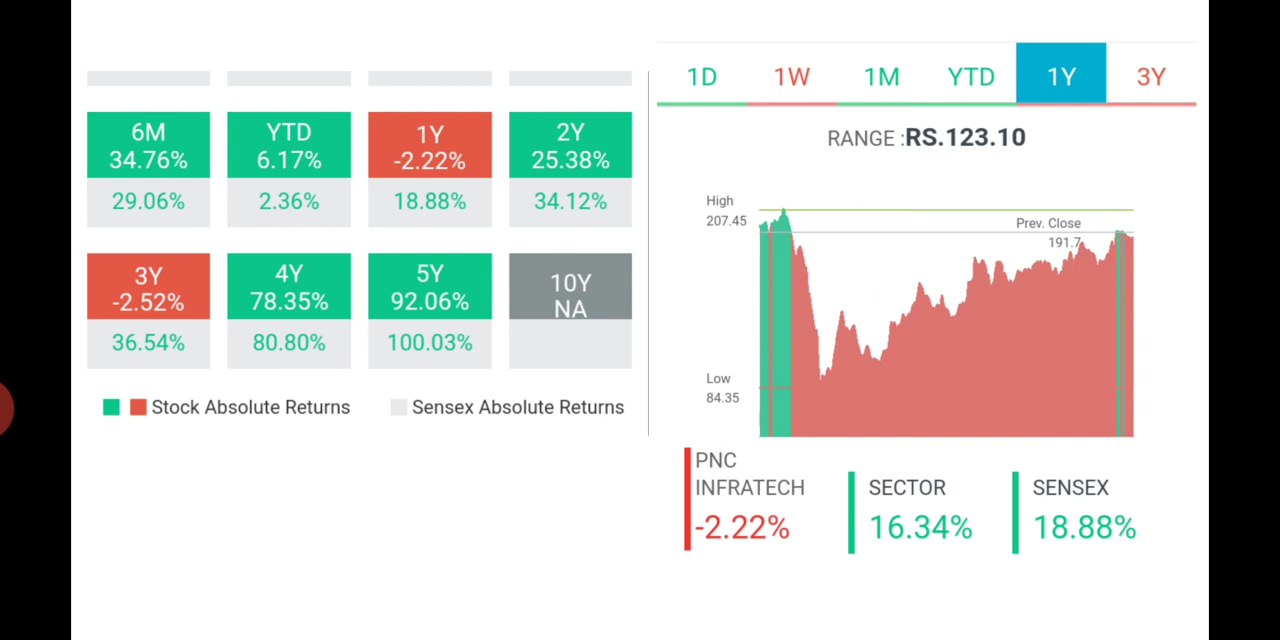 6M
34.76%
29.06%
YTD
6.17%
2.36%
1Y
-2.22%
18.88%
2Y
25.38%
34.12%
3Y
-2.52%
36.54%
4Y
78.35%
80.80%
5Y
92.06%
100.03%
10Y
NA
Stock Absolute Returns
Sensex Absolute Returns
1D 1W 1M YTD 1Y 3Y
RANGE :RS.123.10
High
207.45
Prev. Close
191.7
Low
84.35
PNC
INFRATECH
-2.22%
SECTOR
16.34%
SENSEX
18.88%